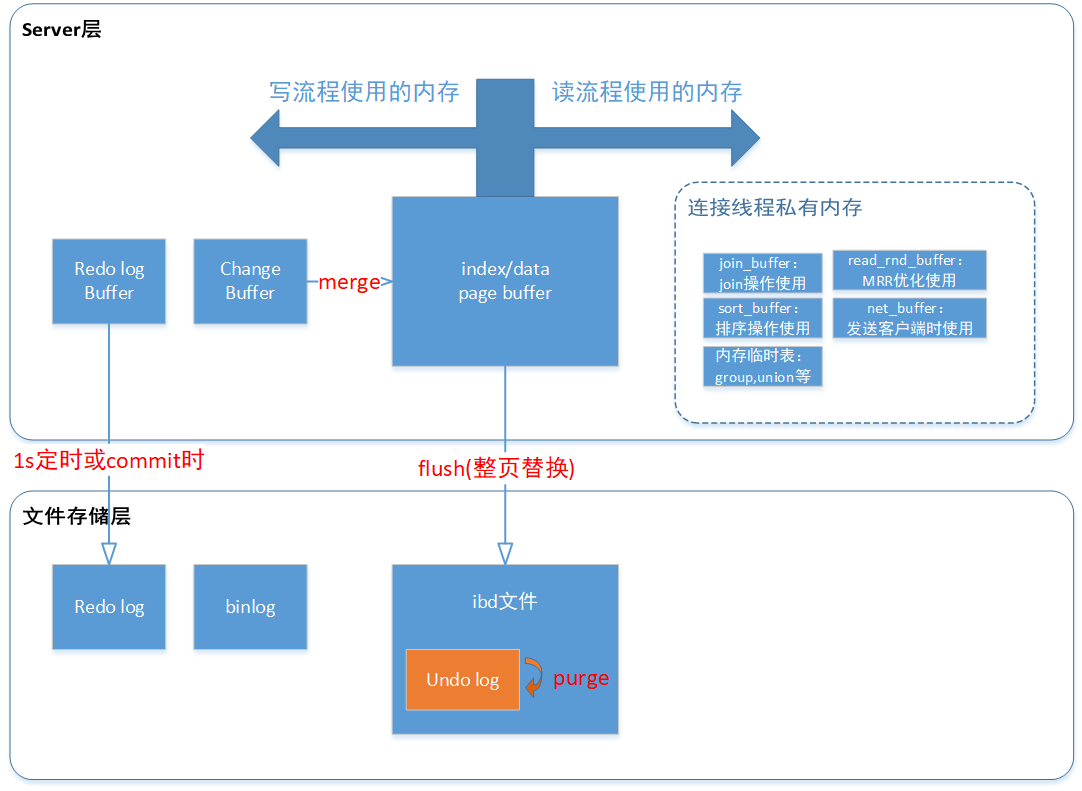 Server层
写流程使用的内存
读流程使用的内存
连接线程私有内存
Redo log
Buffer
Change
Buffer
merge
index/data
page buffer
join_buffer：
join操作使用
read_rnd_buffer：
MRR优化使用
sort_buffer：
排序操作使用
net_buffer：
发送客户端时使用
内存临时表：
group,union等
1s定时或commit时
flush(整页替换)
文件存储层
Redo log
binlog
ibd文件
Undo log
purge